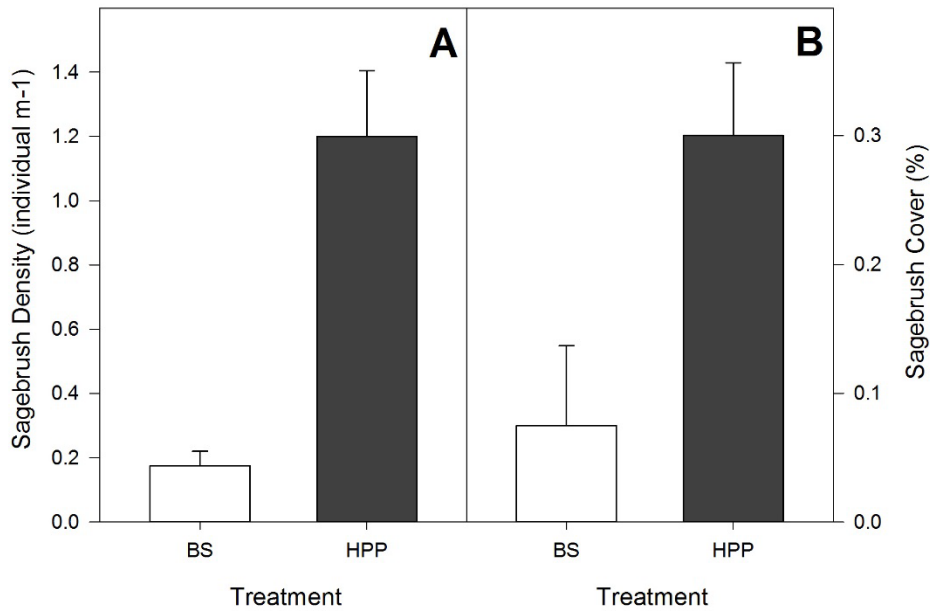 A
B
Sagebrush Density (individual m-1)
1.4
1.2
1.0
0.8
0.6
0.4
0.2
0.0
0.3
0.2
0.1
0.0
Sagebrush Cover (%)
BS
HPP
BS
HPP
Treatment
Treatment